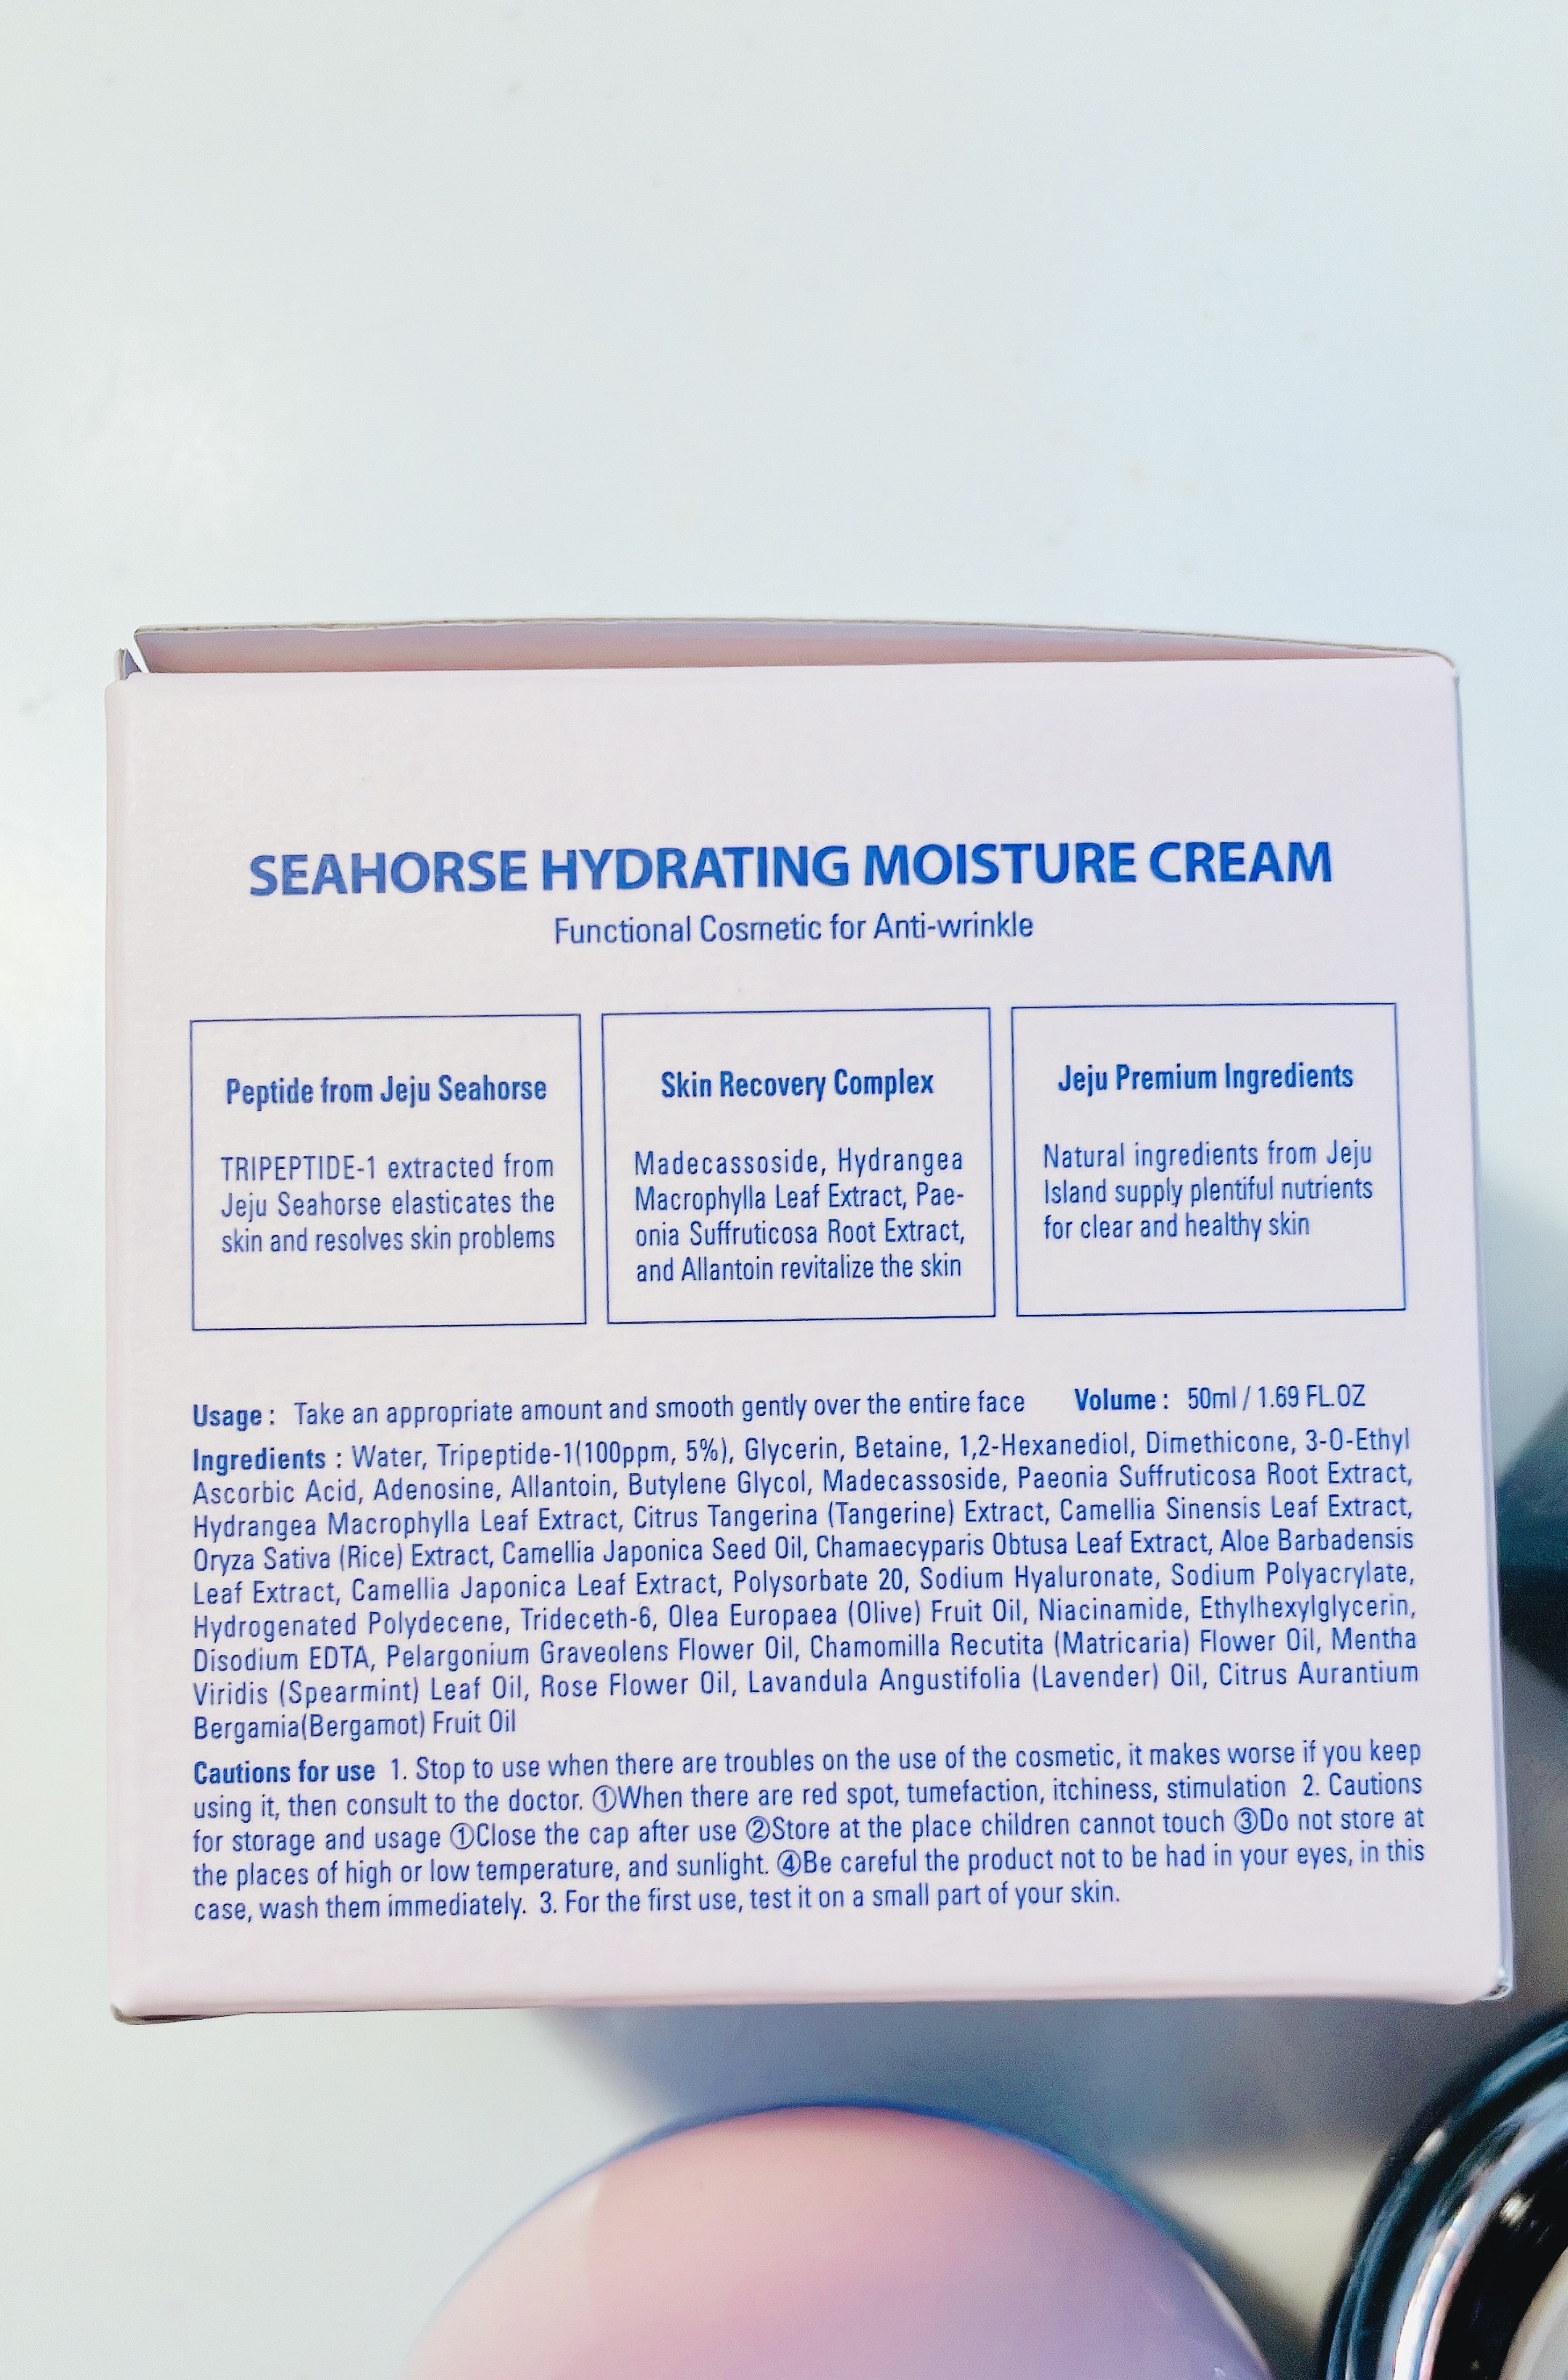 SEAHORSE HYDRATING MOISTURE CREAM
Functional Cosmetic for Anti-wrinkle
Peptide from Jeju Seahorse
TRIPEPTIDE-1 extracted from
Jeju Seahorse elasticates the
skin and resolves skin problems
Skin Recovery Complex
Madecassoside, Hydrangea
Macrophylla Leaf Extract, Pae-
onia Suffruticosa Root Extract,
and Allantoin revitalize the skin
Jeju Premium Ingredients
Natural ingredients from Jeju
Island supply plentiful nutrients
for clear and healthy skin
Usage : Take an appropriate amount and smooth gently over the entire face Volume : 50ml / 1.69 FL.OZ
Ingredients : Water, Tripeptide-1(100ppm, 5%), Glycerin, Betaine, 1,2-Hexanediol, Dimethicone, 3-O-Ethyl
Ascorbic Acid, Adenosine, Allantoin, Butylene Glycol, Madecassoside, Paeonia Suffruticosa Root Extract,
Hydrangea Macrophylla Leaf Extract, Citrus Tangerina (Tangerine) Extract, Camellia Sinensis Leaf Extract,
Oryza Sativa (Rice) Extract, Camellia Japonica Seed Oil, Chamaecyparis Obtusa Leaf Extract, Aloe Barbadensis
Leaf Extract, Camellia Japonica Leaf Extract, Polysorbate 20, Sodium Hyaluronate, Sodium Polyacrylate,
Hydrogenated Polydecene, Trideceth-6, Olea Europaea (Olive) Fruit Oil, Niacinamide, Ethylhexylglycerin,
Disodium EDTA, Pelargonium Graveolens Flower Oil, Chamomilla Recutita (Matricaria) Flower Oil, Mentha
Viridis (Spearmint) Leaf Oil, Rose Flower Oil, Lavandula Angustifolia (Lavender) Oil, Citrus Aurantium
Bergamia(Bergamot) Fruit Oil
Cautions for use 1. Stop to use when there are troubles on the use of the cosmetic, it makes worse if you keep
using it, then consult to the doctor. ①When there are red spot, tumefaction, itchiness, stimulation 2. Cautions
for storage and usage ①Close the cap after use ②Store at the place children cannot touch ③Do not store at
the places of high or low temperature, and sunlight. ④Be careful the product not to be had in your eyes, in this
case, wash them immediately. 3. For the first use, test it on a small part of your skin.